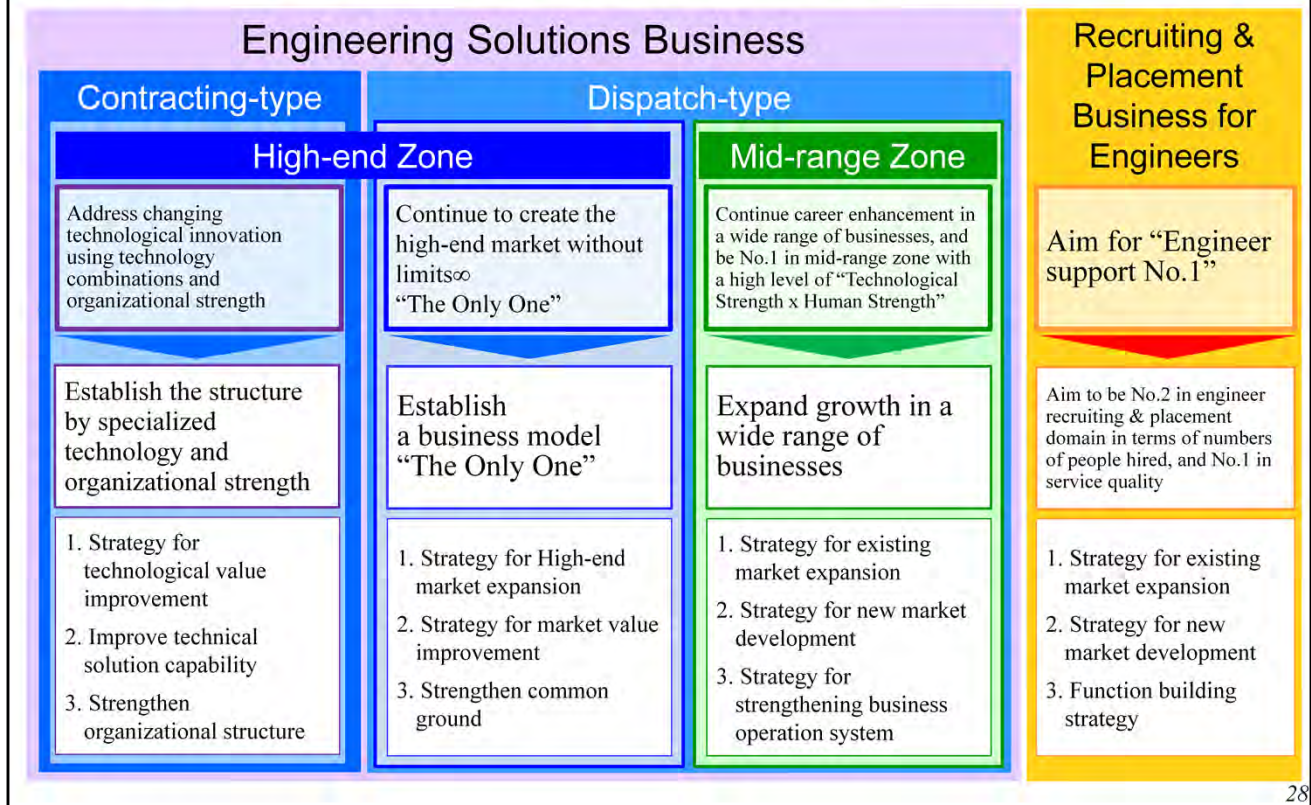 Engineering Solutions Business
Contracting-type
Dispatch-type
High-end Zone
Mid-range Zone
Address changing
technological innovation
using technology
combinations and
organizational strength
Establish the structure
by specialized
technology and
organizational strength
1. Strategy for
technological value
improvement
2. Improve technical
solution capability
3. Strengthen
organizational structure
Continue to create the
high-end market without
limits∞
“The Only One”
Establish
a business model
“The Only One”
1. Strategy for High-end
market expansion
2. Strategy for market value
improvement
3. Strengthen common
ground
Continue career enhancement in
a wide range of businesses, and
be No.1 in mid-range zone with
a high level of “Technological
Strength x Human Strength”
Expand growth in a
wide range of
businesses
1. Strategy for existing
market expansion
2. Strategy for new market
development
3. Strategy for
strengthening business
operation system
Recruiting &
Placement
Business for
Engineers
Aim for “Engineer
support No.1”
Aim to be No.2 in engineer
recruiting & placement
domain in terms of numbers
of people hired, and No.1 in
service quality
1. Strategy for existing
market expansion
2. Strategy for new
market development
3. Function building
strategy
28